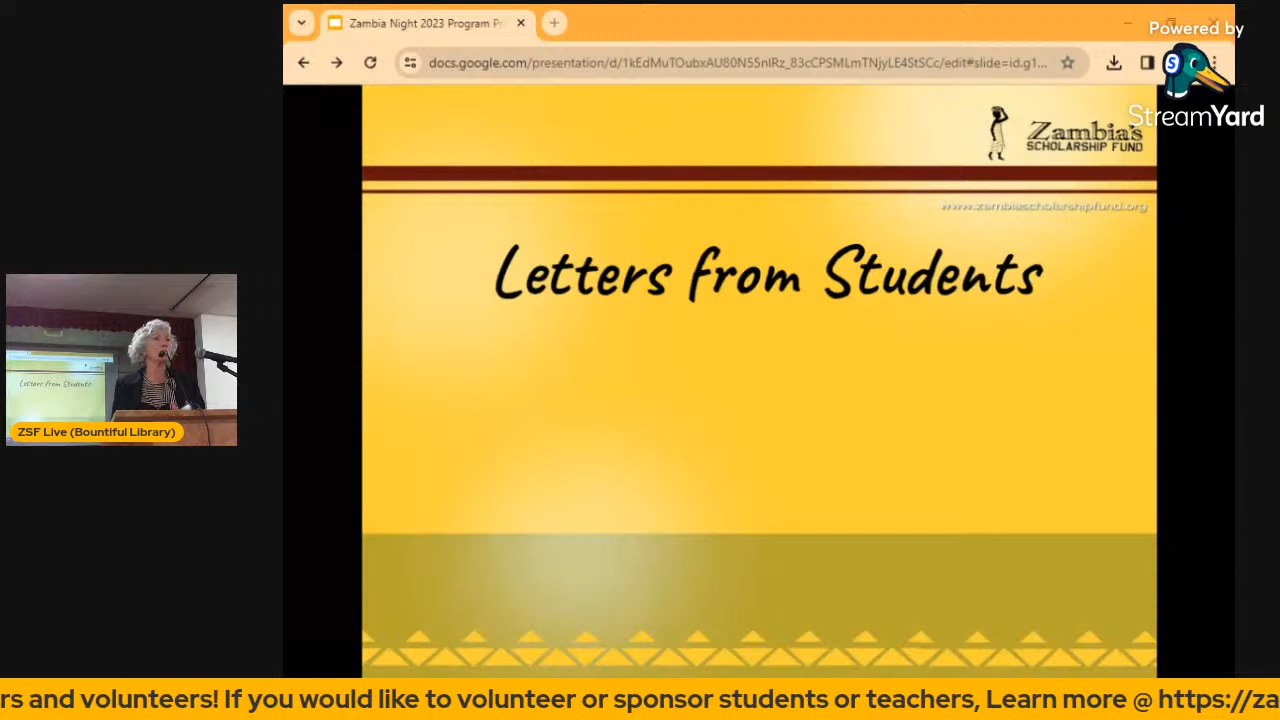 Zambia Night 2023 Program Pr
docs.google.com/presentation/d/1kEdMuTOubxAU80N55nIRz_83cCPSMLmTNjyLE4StSCc/edit#slide=id.g1...
Powered by
S
StreamYard
Zambia's
SCHOLARSHIP FUND
www.zambiascholarshipfund.org
Letters from Students
Letters from Students
ZSF Live (Bountiful Library)
rs and volunteers! If you would like to volunteer or sponsor students or teachers, Learn more @ https://za